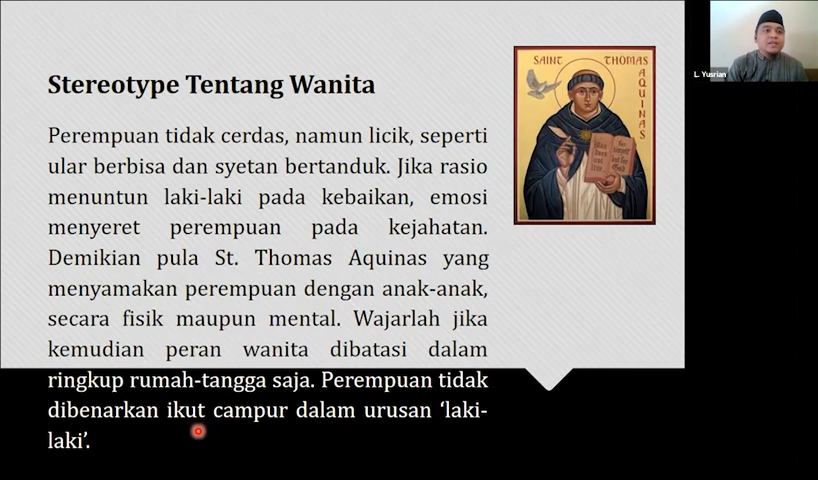 Stereotype Tentang Wanita
Perempuan tidak cerdas, namun licik, seperti
ular berbisa dan syetan bertanduk. Jika rasio
menuntun laki-laki pada kebaikan, emosi
menyeret perempuan pada kejahatan.
Demikian pula St. Thomas Aquinas yang
menyamakan perempuan dengan anak-anak,
secara fisik maupun mental. Wajarlah jika
kemudian peran wanita dibatasi dalam
ringkup rumah-tangga saja. Perempuan tidak
dibenarkan ikut campur dalam urusan ‘laki-
laki’.
SAINT THOMAS
AQUINAS
L. Yusrian